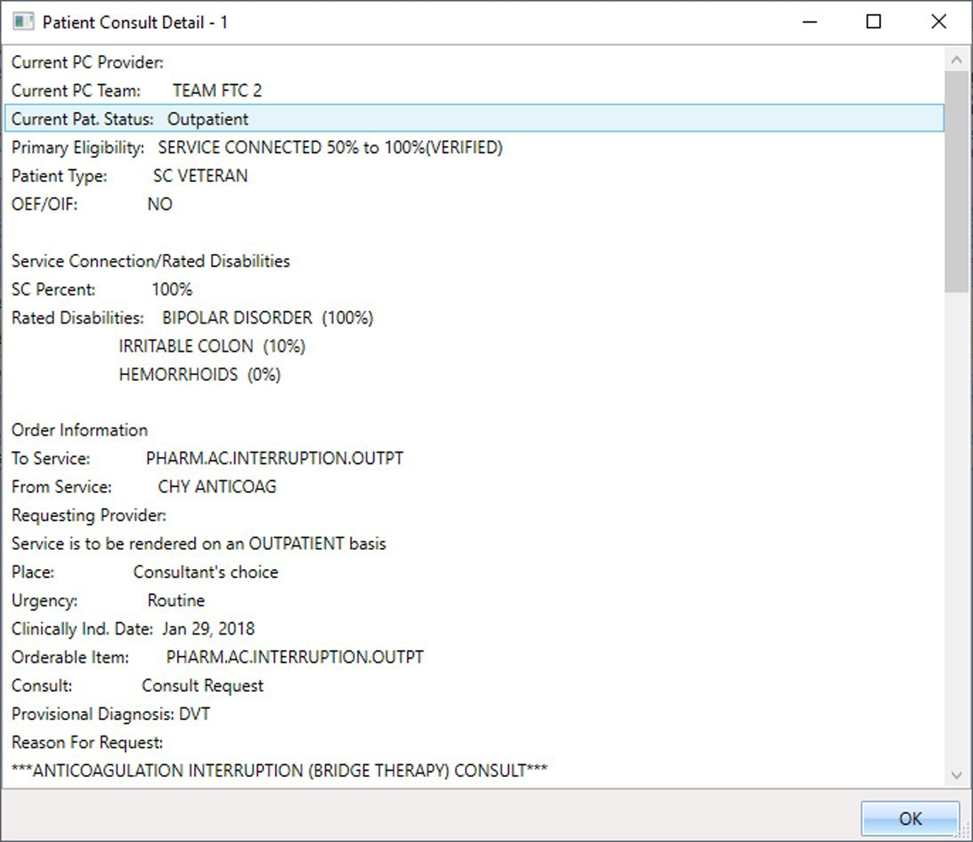 Patient Consult Detail - 1
Current PC Provider:
Current PC Team: TEAM FTC 2
Current Pat. Status: Outpatient
Primary Eligibility: SERVICE CONNECTED 50% to 100%(VERIFIED)
Patient Type: SC VETERAN
OEF/OIF: NO
Service Connection/Rated Disabilities
SC Percent: 100%
Rated Disabilities: BIPOLAR DISORDER (100%)
IRRITABLE COLON (10%)
HEMORRHOIDS (0%)
Order Information
To Service: PHARM.AC.INTERRUPTION.OUTPT
From Service: CHY ANTICOAG
Requesting Provider:
Service is to be rendered on an OUTPATIENT basis
Place: Consultant's choice
Urgency: Routine
Clinically Ind. Date: Jan 29, 2018
Orderable Item: PHARM.AC.INTERRUPTION.OUTPT
Consult: Consult Request
Provisional Diagnosis: DVT
Reason For Request:
***ANTICOAGULATION INTERRUPTION (BRIDGE THERAPY) CONSULT***
OK